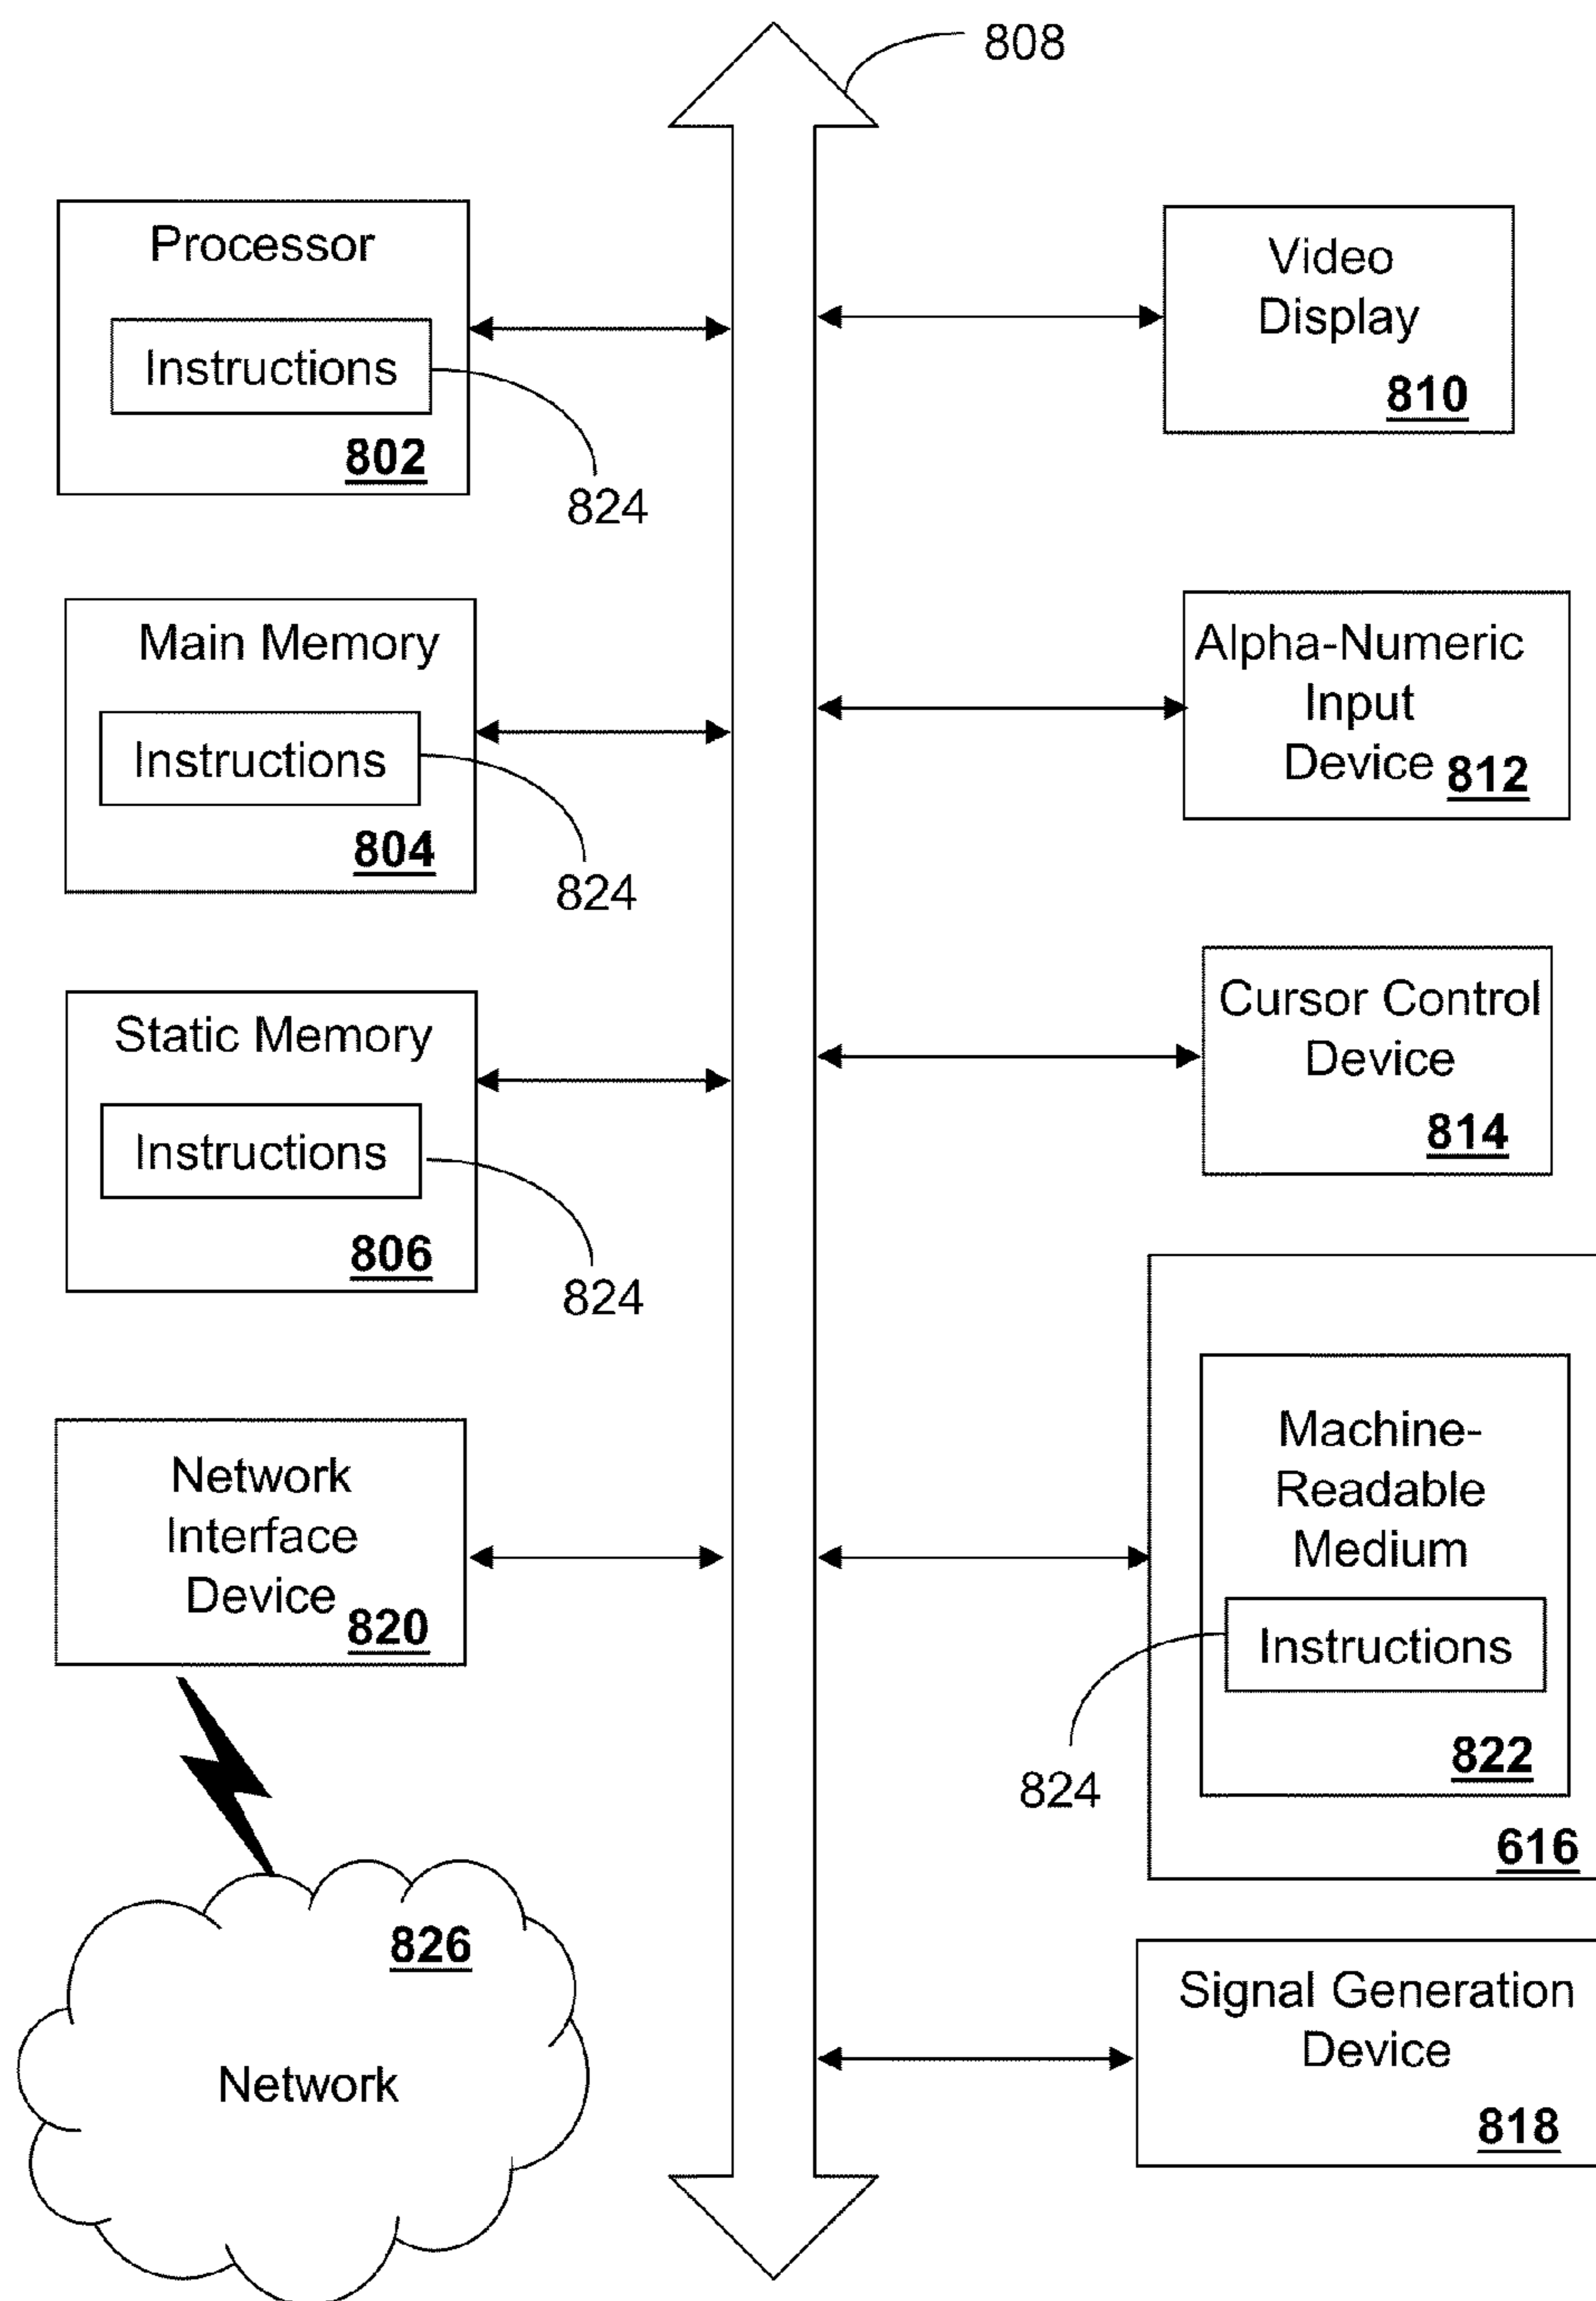 808
Processor
Instructions
802
824
Main Memory
Instructions
804
824
Static Memory
Instructions
806
824
Network
Interface
Device
820
826
Network
Video
Display
810
Alpha-Numeric
Input
Device
812
Cursor Control
Device
814
Machine-
Readable
Medium
Instructions
822
824
616
Signal Generation
Device
818